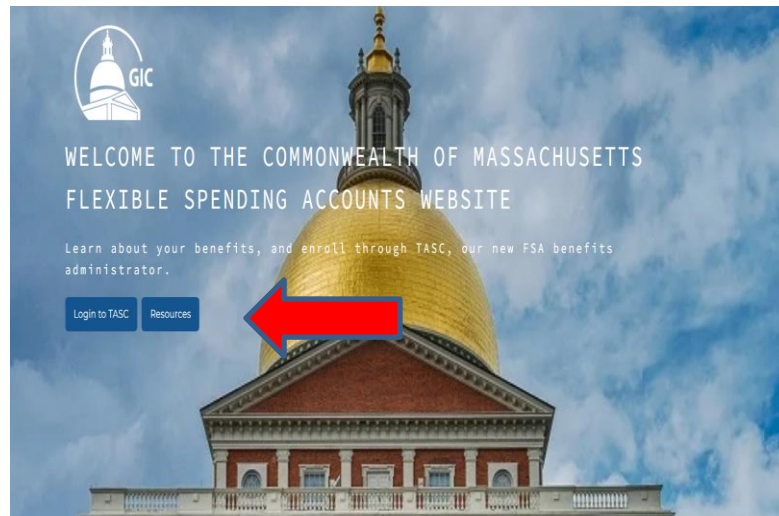 GIC
WELCOME TO THE COMMONWEALTH OF MASSACHUSETTS
FLEXIBLE SPENDING ACCOUNTS WEBSITE
Learn about your benefits, and enroll through TASC, our new FSA benefits
administrator.
Login to TASC Resources